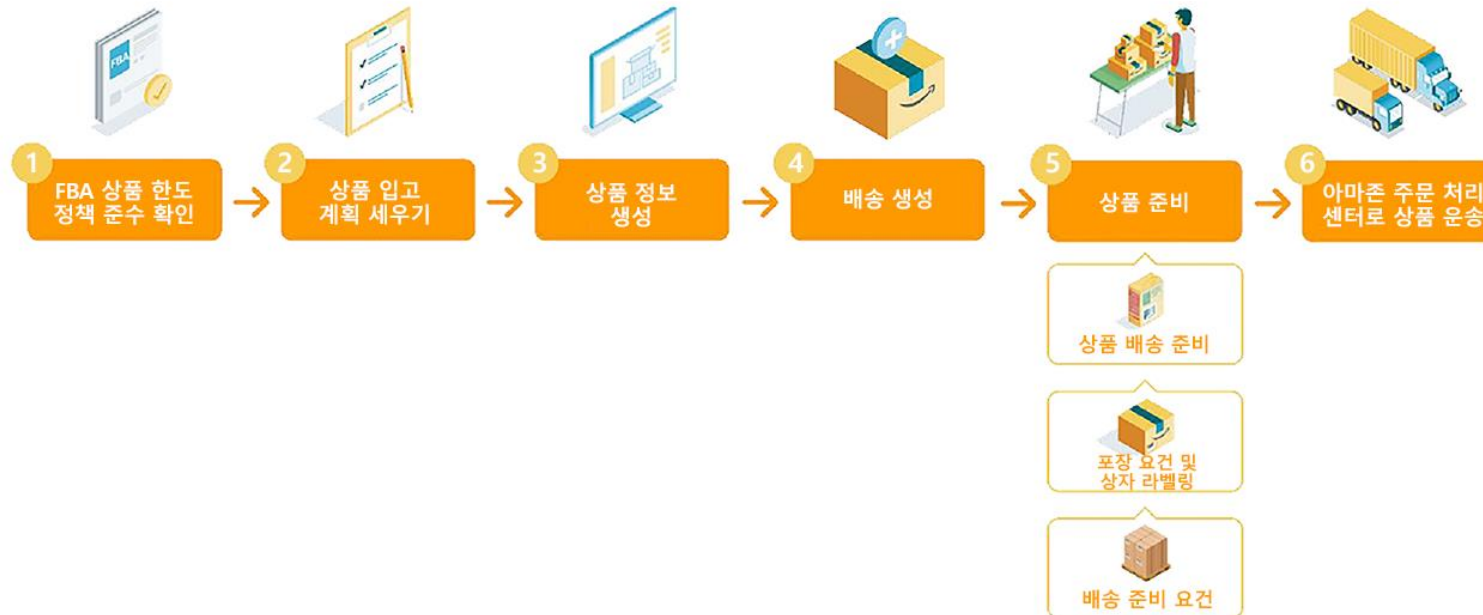 FBA
1
FBA 상품 한도
정책 준수 확인
2
상품 입고
계획 세우기
3
상품 정보
생성
4
배송 생성
5
상품 준비
상품 배송 준비
포장 요건 및
상자 라벨링
배송 준비 요건
6
아마존 주문 처리
센터로 상품 운송